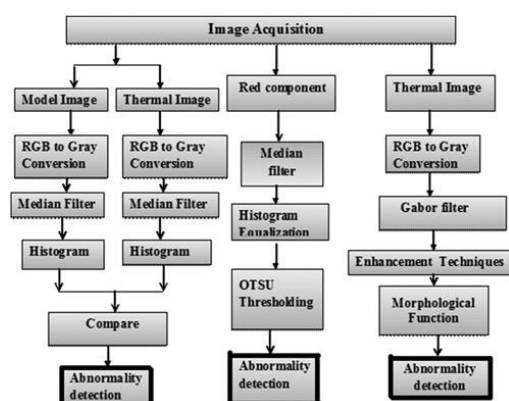 Image Acquisition
Model Image
Thermal Image
Red component
Thermal Image
RGB to Gray
Conversion
RGB to Gray
Conversion
Median
filter
RGB to Gray
Conversion
Median Filter
Median Filter
Histogram
Equalization
Gabor filter
Histogram
Histogram
Enhancement Techniques
OTSU
Thresholding
Morphological
Function
Compare
Abnormality
detection
Abnormality
detection
Abnormality
detection